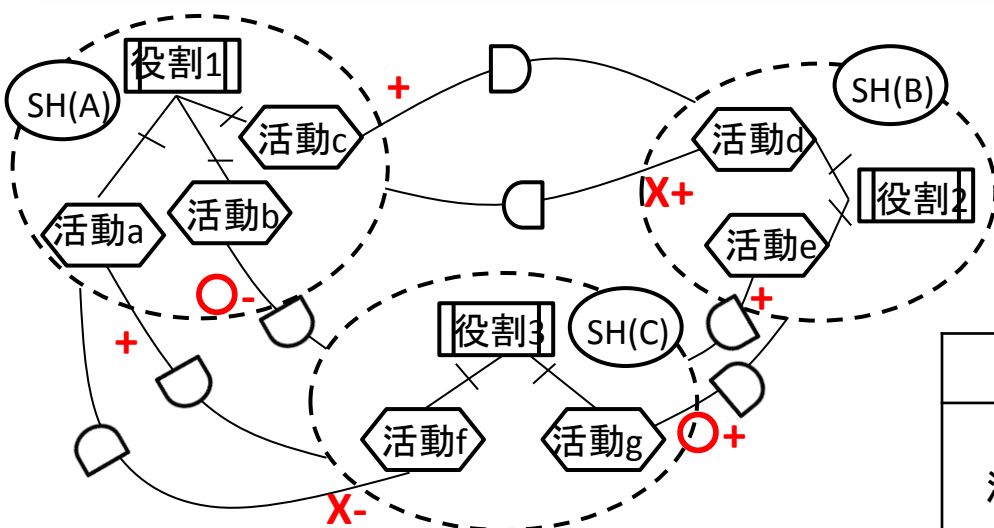 役割1
SH(A)
活動c
+
SH(B)
活動d
X+
役割2
活動a
活動b
活動e
O-
+
+
役割3
SH(C)
活動f
活動g
O+
X-